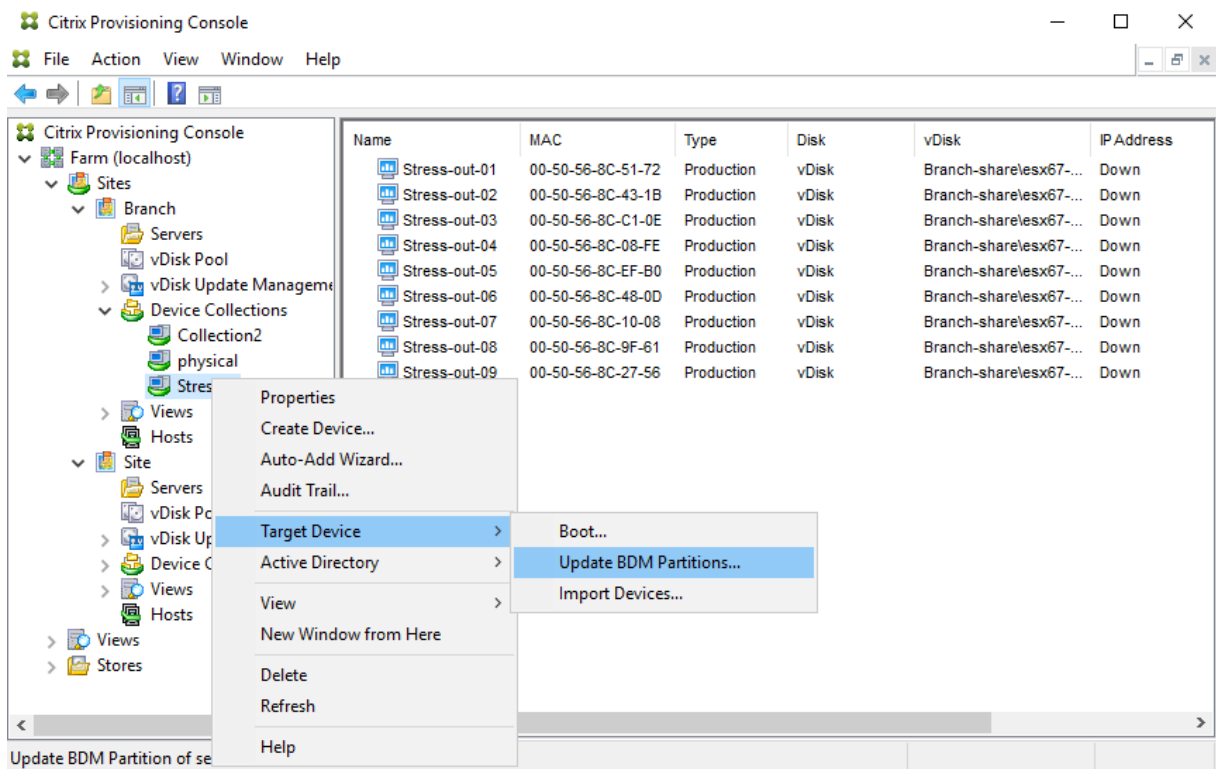 Citrix Provisioning Console
File Action View Window Help
Citrix Provisioning Console
Farm (localhost)
Sites
Branch
Servers
vDisk Pool
vDisk Update Manageme
Device Collections
Collection2
physical
Stres
Views
Hosts
Site
Servers
vDisk Po
vDisk Up
Device C
Views
Hosts
Views
Stores
Name MAC Type Disk vDisk IP Address
Stress-out-01 00-50-56-8C-51-72 Production vDisk Branch-share\esx67-... Down
Stress-out-02 00-50-56-8C-43-1B Production vDisk Branch-share\esx67-... Down
Stress-out-03 00-50-56-8C-C1-0E Production vDisk Branch-share\esx67-... Down
Stress-out-04 00-50-56-8C-08-FE Production vDisk Branch-share\esx67-... Down
Stress-out-05 00-50-56-8C-EF-B0 Production vDisk Branch-share\esx67-... Down
Stress-out-06 00-50-56-8C-48-0D Production vDisk Branch-share\esx67-... Down
Stress-out-07 00-50-56-8C-10-08 Production vDisk Branch-share\esx67-... Down
Stress-out-08 00-50-56-8C-9F-61 Production vDisk Branch-share\esx67-... Down
Stress-out-09 00-50-56-8C-27-56 Production vDisk Branch-share\esx67-... Down
Properties
Create Device...
Auto-Add Wizard...
Audit Trail...
Target Device
Active Directory
View
New Window from Here
Delete
Refresh
Help
Boot...
Update BDM Partitions...
Import Devices...
Update BDM Partition of se